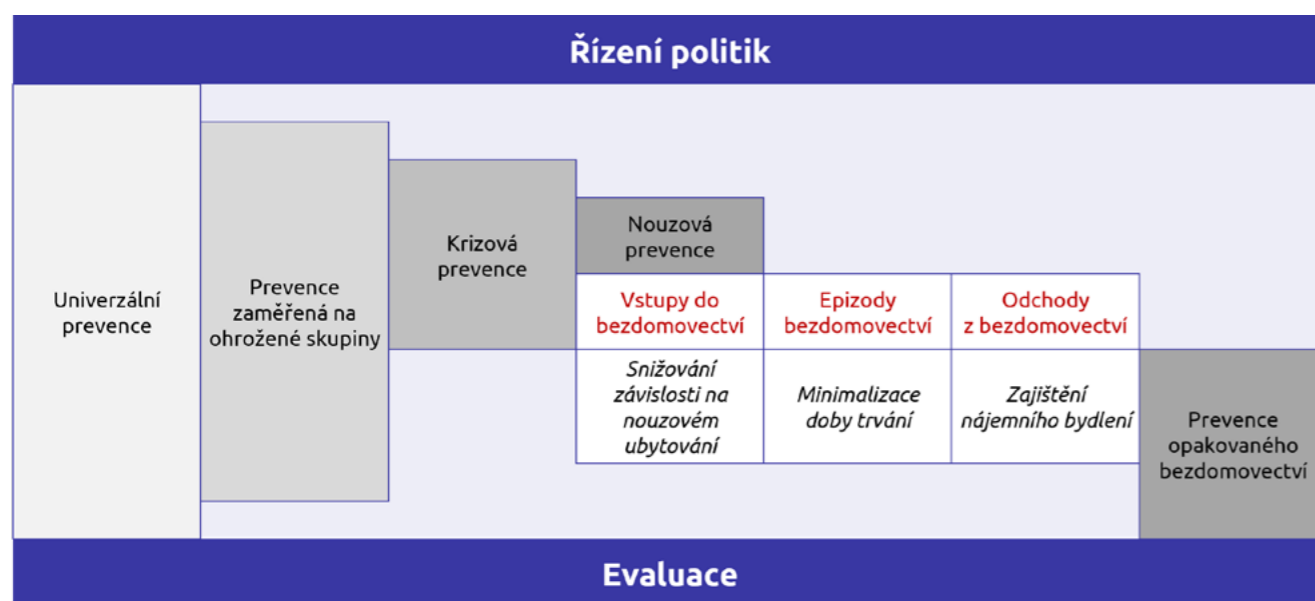 Řízení politik
Univerzální
prevence
Prevence
zaměřená na
ohrožené skupiny
Krizová
prevence
Nouzová
prevence
Vstupy do
bezdomovectví
Epizody
bezdomovectví
Odchody
z bezdomovectví
Snižování
závislosti na
nouzovém
ubytování
Minimalizace
doby trvání
Zajištění
nájemního bydlení
Prevence
opakovaného
bezdomovectví
Evaluace